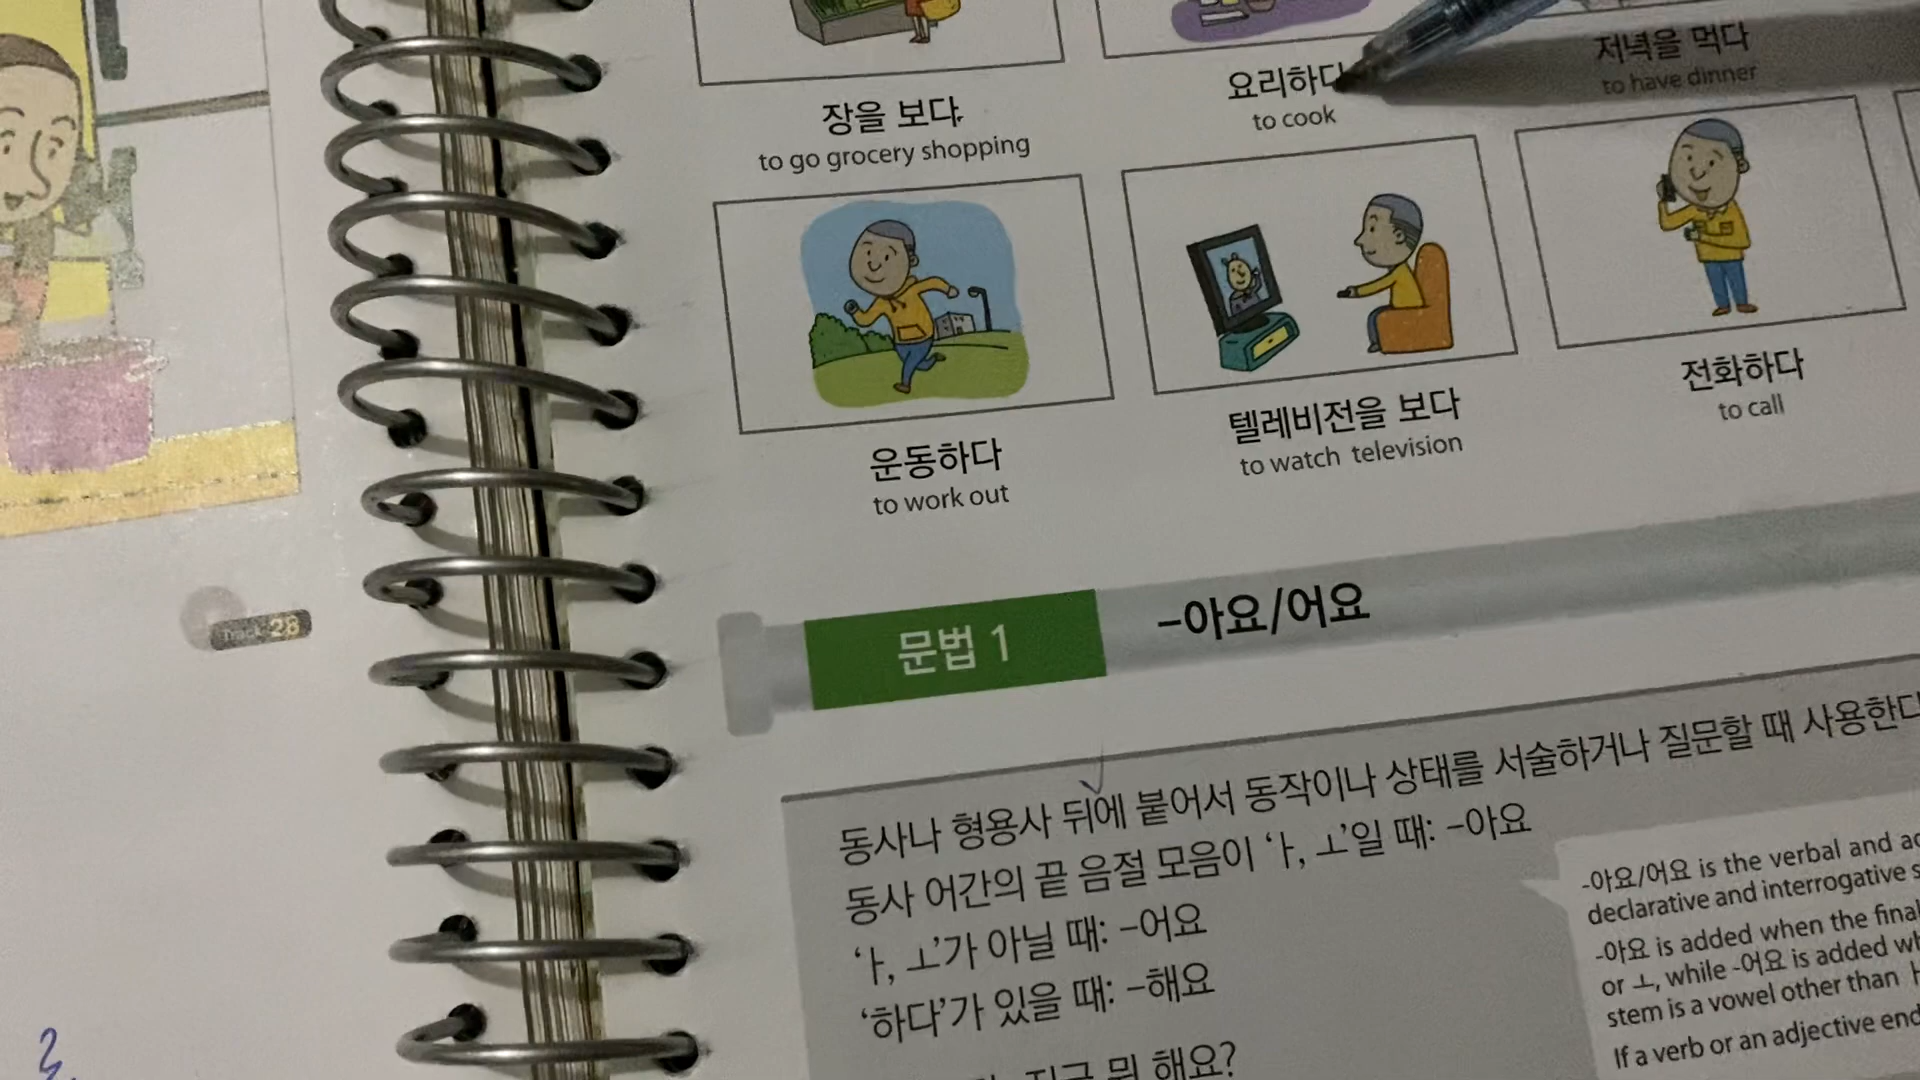 장을 보다
to go grocery shopping
요리하다
to cook
저녁을 먹다
to have dinner
운동하다
to work out
텔레비전을 보다
to watch television
전화하다
to call
Track 28
문법 1
-아요/어요
동사나 형용사 뒤에 붙어서 동작이나 상태를 서술하거나 질문할 때 사용한다
동사 어간의 끝 음절 모음이 ‘ㅏ, ㅗ’일 때: -아요
‘ㅏ, ㅗ’가 아닐 때: -어요
‘하다’가 있을 때: -해요
지금 뭐 해요?
-아요/어요 is the verbal and
declarative and interrogative
-아요 is added when the final
or ㅗ, while -어요 is added
stem is a vowel other than ㅏ
If a verb or an adjective